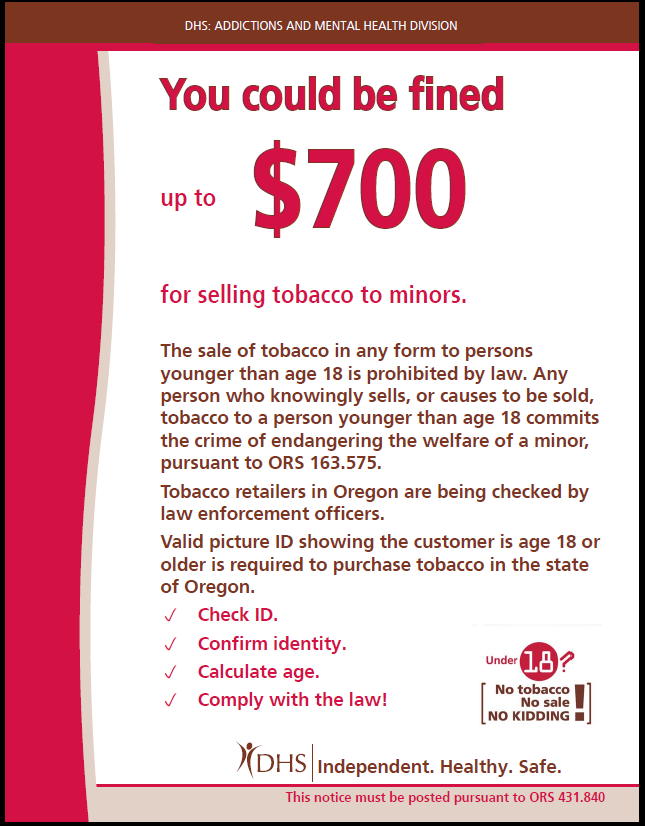 DHS: ADDICTIONS AND MENTAL HEALTH DIVISION
You could be fined
up to $700
for selling tobacco to minors.
The sale of tobacco in any form to persons
younger than age 18 is prohibited by law. Any
person who knowingly sells, or causes to be sold,
tobacco to a person younger than age 18 commits
the crime of endangering the welfare of a minor,
pursuant to ORS 163.575.
Tobacco retailers in Oregon are being checked by
law enforcement officers.
Valid picture ID showing the customer is age 18 or
older is required to purchase tobacco in the state
of Oregon.
✓ Check ID.
✓ Confirm identity.
✓ Calculate age.
✓ Comply with the law!
Under 18?
No tobacco
No sale
NO KIDDING!
DHS Independent. Healthy. Safe.
This notice must be posted pursuant to ORS 431.840